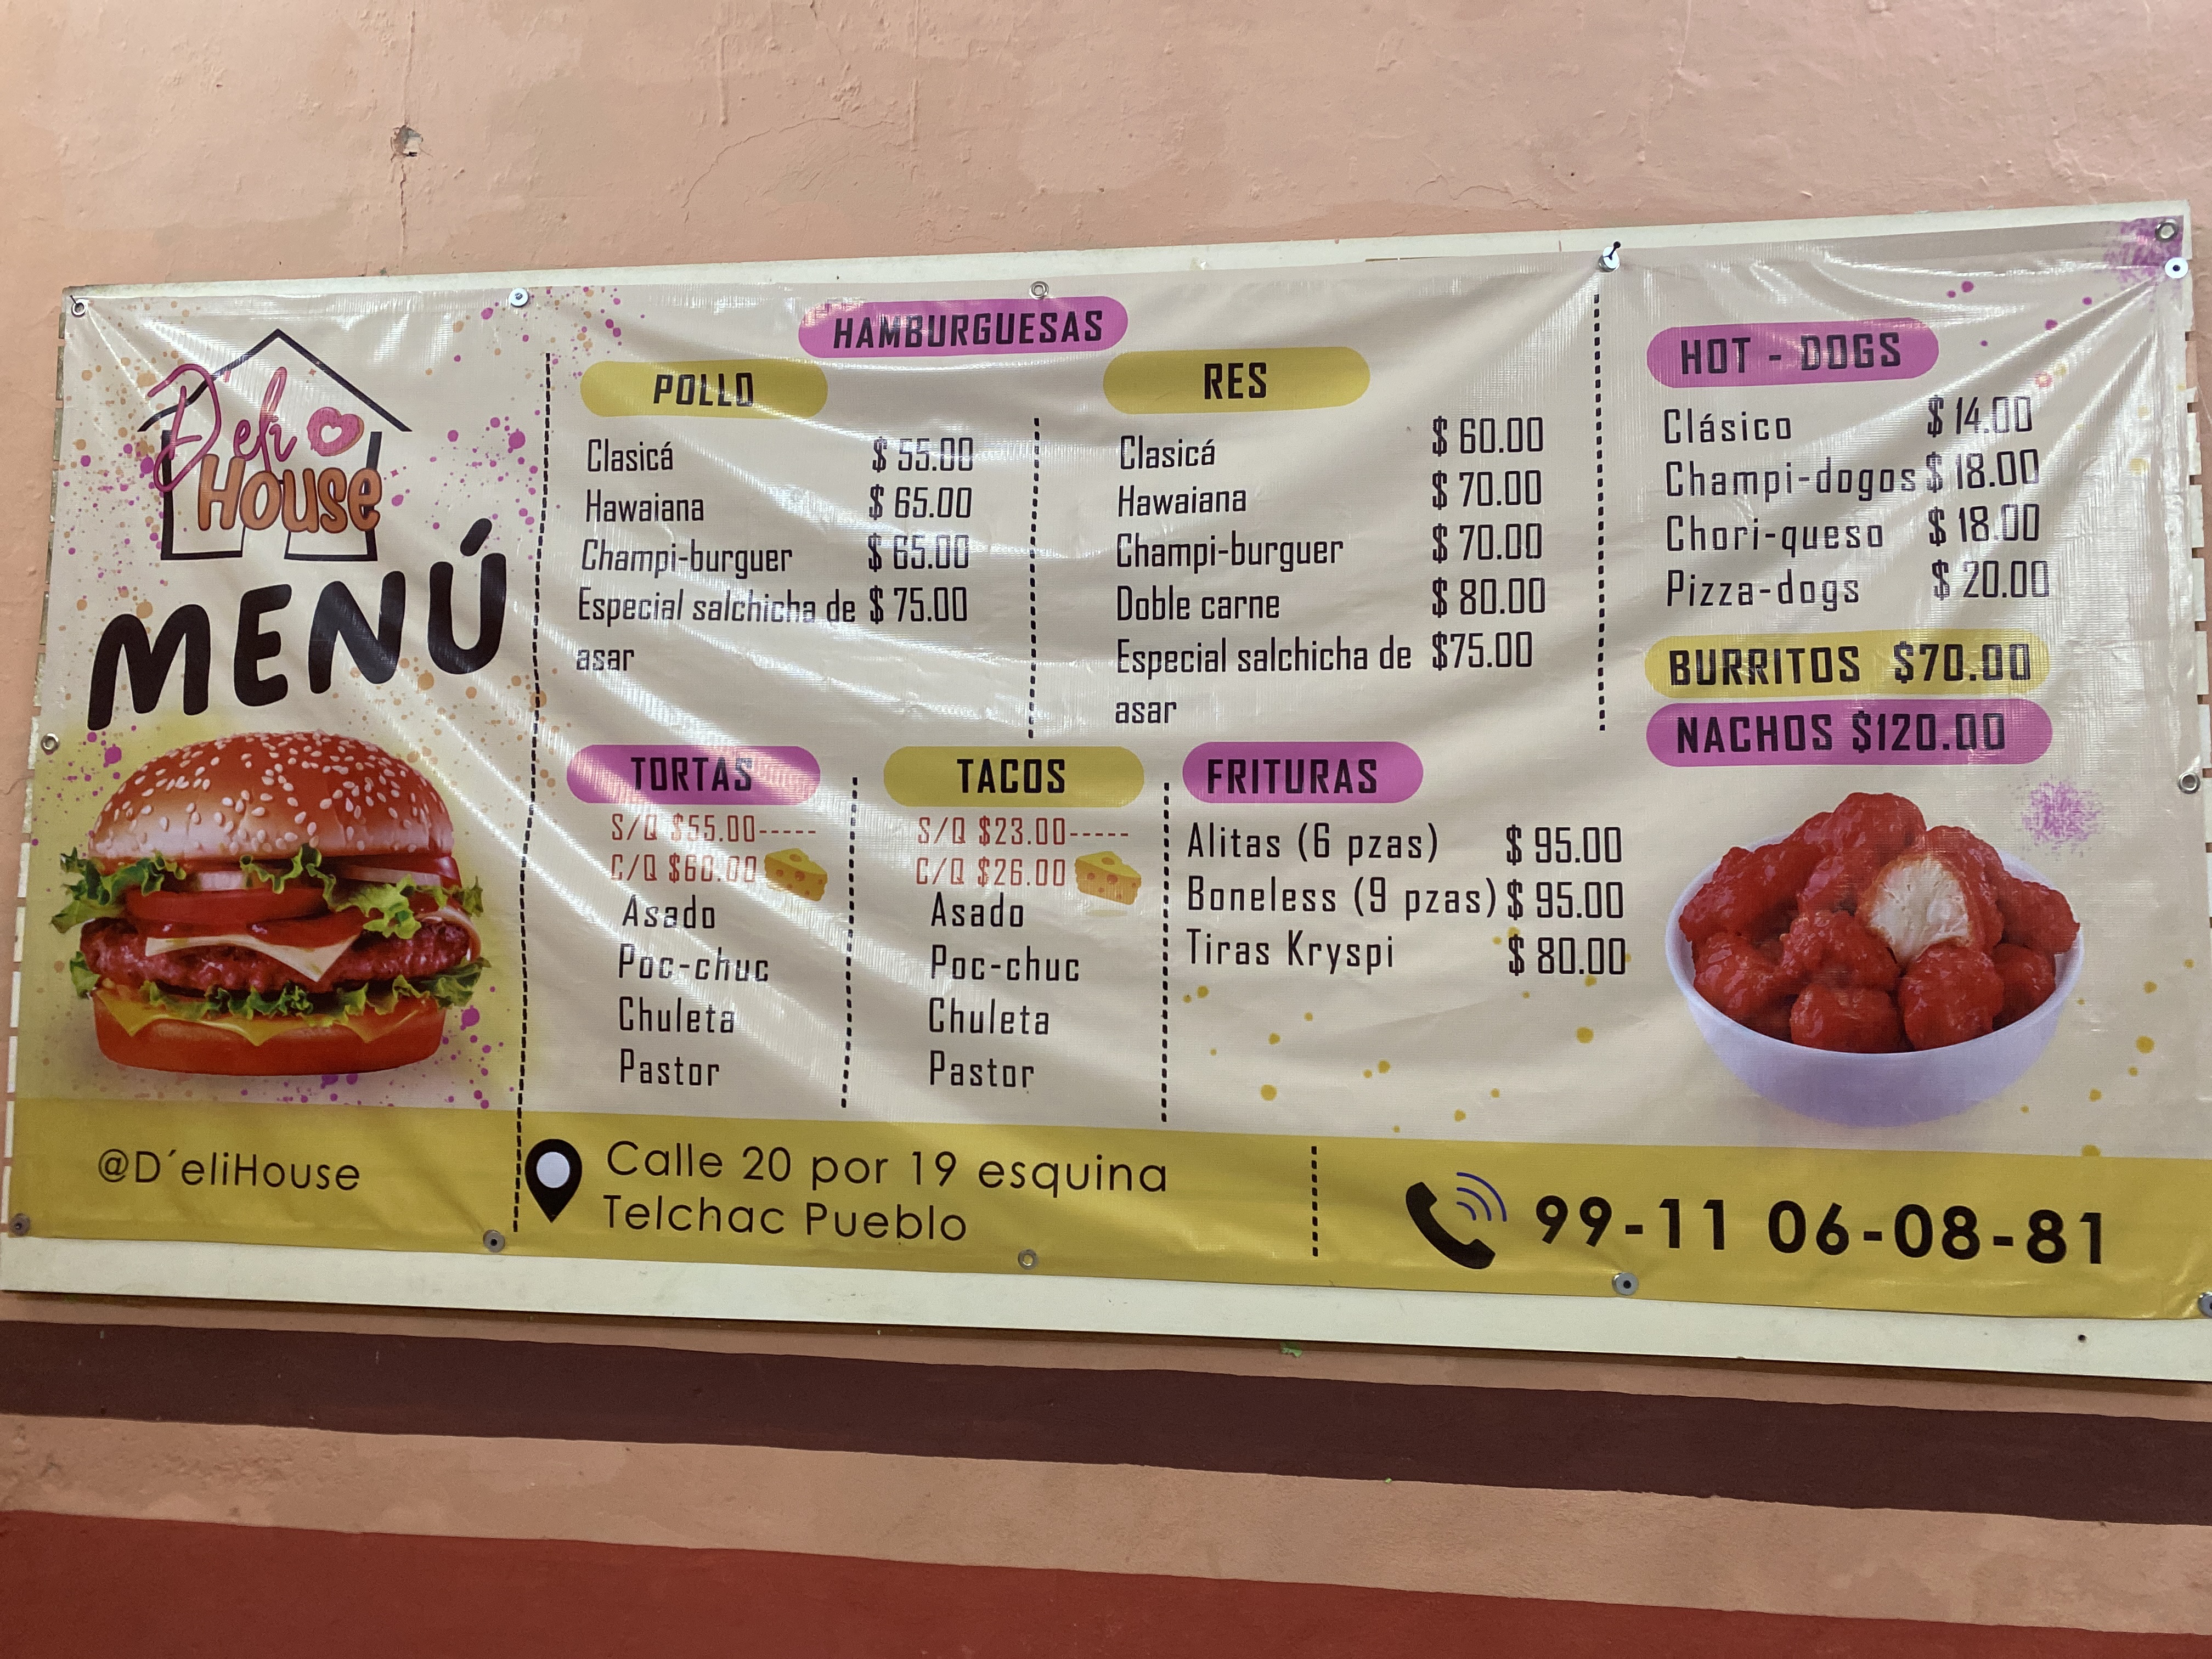 D'eli
House
MENÚ
HAMBURGUESAS
POLLO
Clasicá $ 55.00
Hawaiana $ 65.00
Champi-burguer $ 65.00
Especial salchicha de $ 75.00
asar
RES
Clasicá $ 60.00
Hawaiana $ 70.00
Champi-burguer $ 70.00
Doble carne $ 80.00
Especial salchicha de $75.00
asar
HOT - DOGS
Clásico $ 14.00
Champi-dogos $ 18.00
Chori-queso $ 18.00
Pizza-dogs $ 20.00
BURRITOS $70.00
NACHOS $120.00
TORTAS
S/Q $55.00-----
C/Q $60.00
Asado
Poc-chuc
Chuleta
Pastor
TACOS
S/Q $23.00-----
C/Q $26.00
Asado
Poc-chuc
Chuleta
Pastor
FRITURAS
Alitas (6 pzas) $ 95.00
Boneless (9 pzas) $ 95.00
Tiras Kryspi $ 80.00
@D´eliHouse
Calle 20 por 19 esquina
Telchac Pueblo
99-11 06-08-81